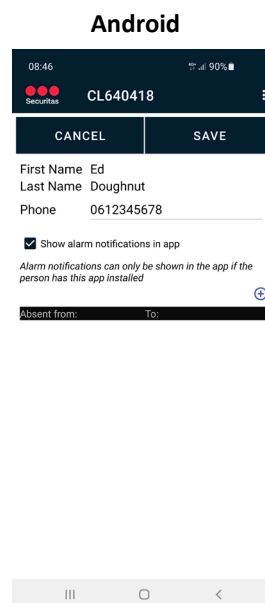 Android
08:46 90%
Securitas CL640418
CANCEL SAVE
First Name Ed
Last Name Doughnut
Phone 0612345678
Show alarm notifications in app
Alarm notifications can only be shown in the app if the
person has this app installed
Absent from: To: